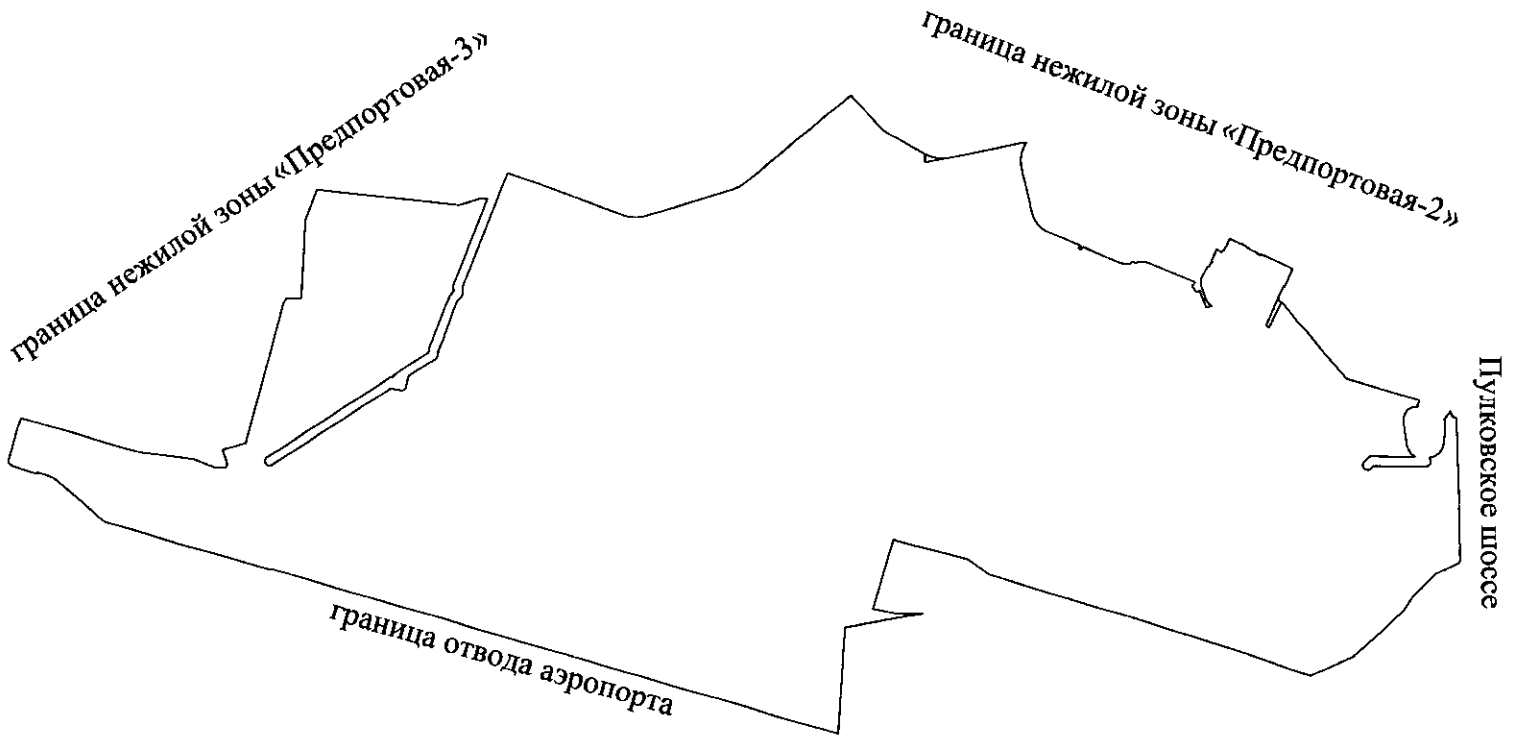 граница нежилой зоны «Предпортовая-3»
граница нежилой зоны «Предпортовая-2»
Пулковское шоссе
граница отвода аэропорта